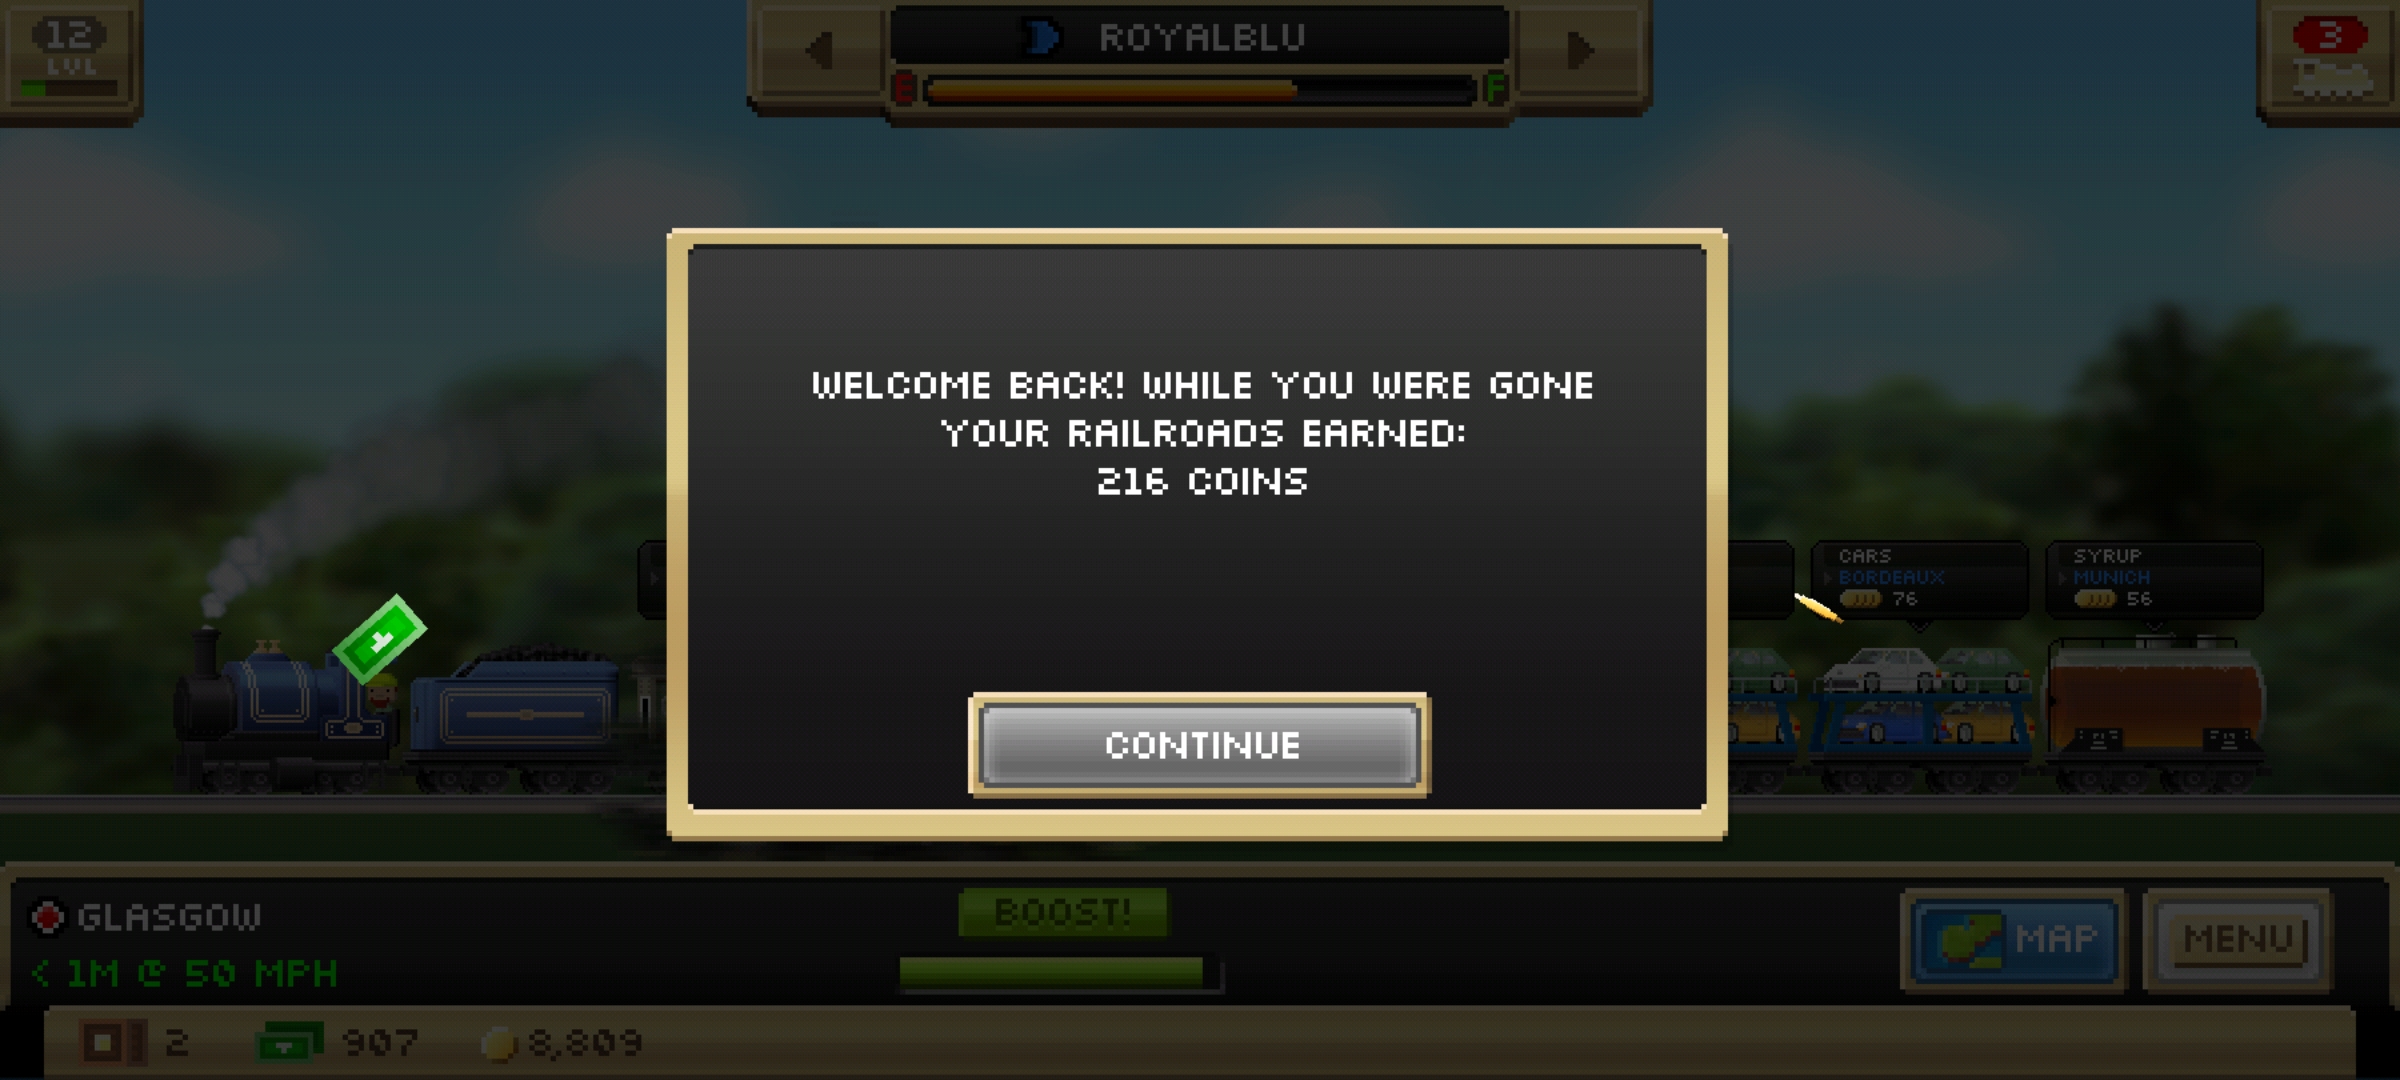 12
LVL
ROYALBLU
E
F
3
WELCOME BACK! WHILE YOU WERE GONE
YOUR RAILROADS EARNED:
216 COINS
CONTINUE
CARS
BORDEAUX
76
SYRUP
MUNICH
56
GLASGOW
< 1M @ 50 MPH
BOOST!
MAP
MENU
2
907
8,809